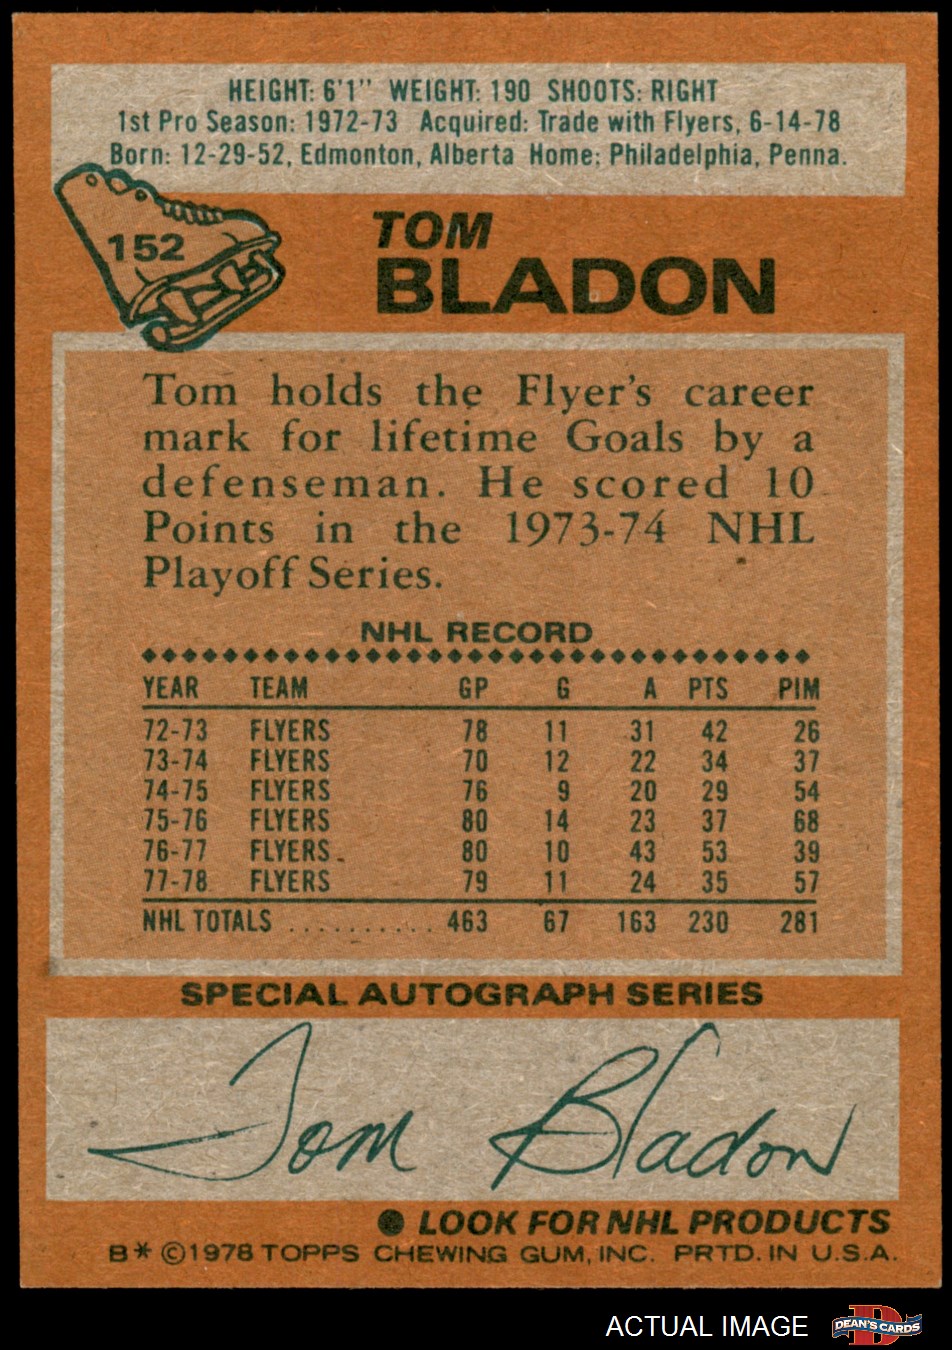 HEIGHT: 6'1" WEIGHT: 190 SHOOTS: RIGHT
1st Pro Season: 1972-73 Acquired: Trade with Flyers, 6-14-78
Born: 12-29-52, Edmonton, Alberta Home: Philadelphia, Penna.
152
TOM
BLADON
Tom holds the Flyer's career
mark for lifetime Goals by a
defenseman. He scored 10
Points in the 1973-74 NHL
Playoff Series.
NHL RECORD
YEAR TEAM GP G A PTS PIM
72-73 FLYERS 78 11 31 42 26
73-74 FLYERS 70 12 22 34 37
74-75 FLYERS 76 9 20 29 54
75-76 FLYERS 80 14 23 37 68
76-77 FLYERS 80 10 43 53 39
77-78 FLYERS 79 11 24 35 57
NHL TOTALS .......... 463 67 163 230 281
SPECIAL AUTOGRAPH SERIES
Tom Bladon
● LOOK FOR NHL PRODUCTS
B* ©1978 TOPPS CHEWING GUM, INC. PRTD. IN U.S.A.
ACTUAL IMAGE
D
DEAN'S CARDS